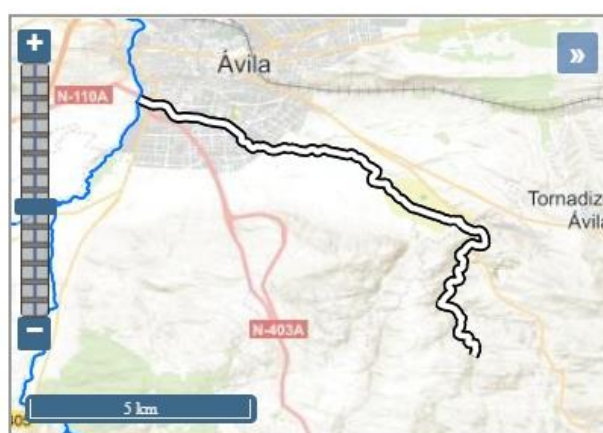 +
»
Ávila
N-110A
Tornadiz
Ávila
N-403A
−
5 km